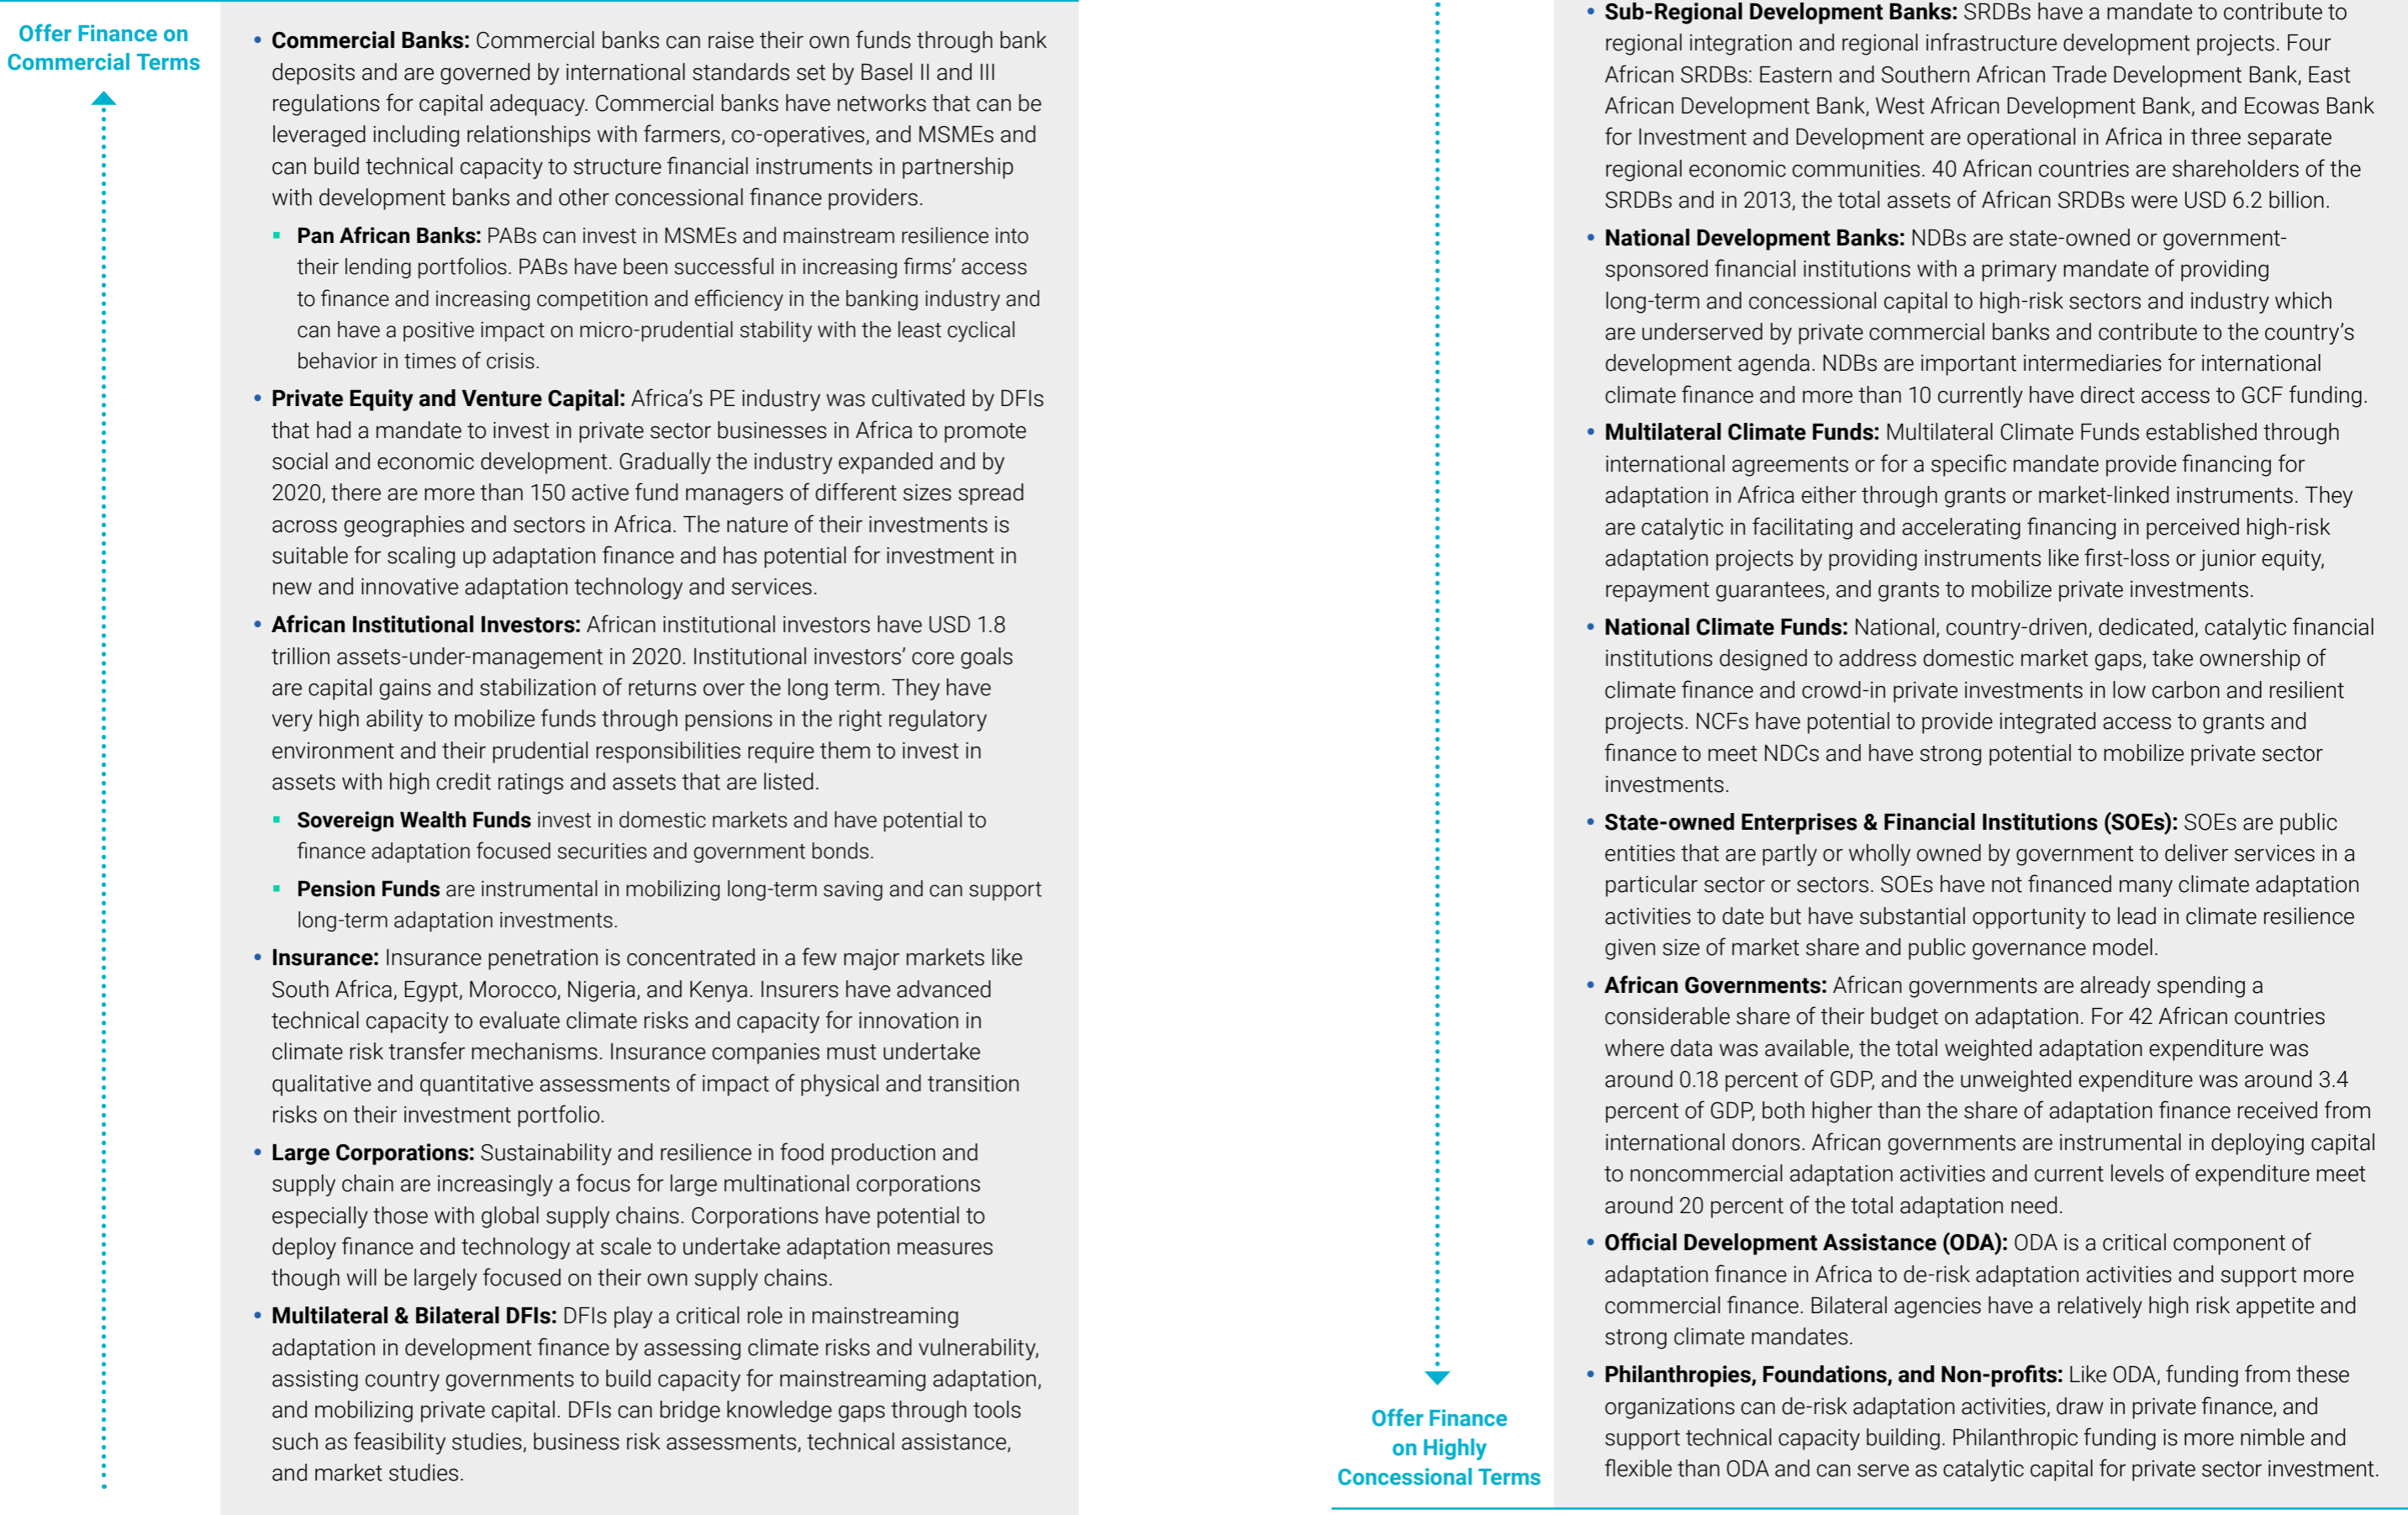 Offer Finance on
Commercial Terms
• Commercial Banks: Commercial banks can raise their own funds through bank
deposits and are governed by international standards set by Basel II and III
regulations for capital adequacy. Commercial banks have networks that can be
leveraged including relationships with farmers, co-operatives, and MSMEs and
can build technical capacity to structure financial instruments in partnership
with development banks and other concessional finance providers.
▪ Pan African Banks: PABs can invest in MSMEs and mainstream resilience into
their lending portfolios. PABs have been successful in increasing firms’ access
to finance and increasing competition and efficiency in the banking industry and
can have a positive impact on micro-prudential stability with the least cyclical
behavior in times of crisis.
• Private Equity and Venture Capital: Africa’s PE industry was cultivated by DFIs
that had a mandate to invest in private sector businesses in Africa to promote
social and economic development. Gradually the industry expanded and by
2020, there are more than 150 active fund managers of different sizes spread
across geographies and sectors in Africa. The nature of their investments is
suitable for scaling up adaptation finance and has potential for investment in
new and innovative adaptation technology and services.
• African Institutional Investors: African institutional investors have USD 1.8
trillion assets-under-management in 2020. Institutional investors’ core goals
are capital gains and stabilization of returns over the long term. They have
very high ability to mobilize funds through pensions in the right regulatory
environment and their prudential responsibilities require them to invest in
assets with high credit ratings and assets that are listed.
▪ Sovereign Wealth Funds invest in domestic markets and have potential to
finance adaptation focused securities and government bonds.
▪ Pension Funds are instrumental in mobilizing long-term saving and can support
long-term adaptation investments.
• Insurance: Insurance penetration is concentrated in a few major markets like
South Africa, Egypt, Morocco, Nigeria, and Kenya. Insurers have advanced
technical capacity to evaluate climate risks and capacity for innovation in
climate risk transfer mechanisms. Insurance companies must undertake
qualitative and quantitative assessments of impact of physical and transition
risks on their investment portfolio.
• Large Corporations: Sustainability and resilience in food production and
supply chain are increasingly a focus for large multinational corporations
especially those with global supply chains. Corporations have potential to
deploy finance and technology at scale to undertake adaptation measures
though will be largely focused on their own supply chains.
• Multilateral & Bilateral DFIs: DFIs play a critical role in mainstreaming
adaptation in development finance by assessing climate risks and vulnerability,
assisting country governments to build capacity for mainstreaming adaptation,
and mobilizing private capital. DFIs can bridge knowledge gaps through tools
such as feasibility studies, business risk assessments, technical assistance,
and market studies.
• Sub-Regional Development Banks: SRDBs have a mandate to contribute to
regional integration and regional infrastructure development projects. Four
African SRDBs: Eastern and Southern African Trade Development Bank, East
African Development Bank, West African Development Bank, and Ecowas Bank
for Investment and Development are operational in Africa in three separate
regional economic communities. 40 African countries are shareholders of the
SRDBs and in 2013, the total assets of African SRDBs were USD 6.2 billion.
• National Development Banks: NDBs are state-owned or government-
sponsored financial institutions with a primary mandate of providing
long-term and concessional capital to high-risk sectors and industry which
are underserved by private commercial banks and contribute to the country’s
development agenda. NDBs are important intermediaries for international
climate finance and more than 10 currently have direct access to GCF funding.
• Multilateral Climate Funds: Multilateral Climate Funds established through
international agreements or for a specific mandate provide financing for
adaptation in Africa either through grants or market-linked instruments. They
are catalytic in facilitating and accelerating financing in perceived high-risk
adaptation projects by providing instruments like first-loss or junior equity,
repayment guarantees, and grants to mobilize private investments.
• National Climate Funds: National, country-driven, dedicated, catalytic financial
institutions designed to address domestic market gaps, take ownership of
climate finance and crowd-in private investments in low carbon and resilient
projects. NCFs have potential to provide integrated access to grants and
finance to meet NDCs and have strong potential to mobilize private sector
investments.
• State-owned Enterprises & Financial Institutions (SOEs): SOEs are public
entities that are partly or wholly owned by government to deliver services in a
particular sector or sectors. SOEs have not financed many climate adaptation
activities to date but have substantial opportunity to lead in climate resilience
given size of market share and public governance model.
• African Governments: African governments are already spending a
considerable share of their budget on adaptation. For 42 African countries
where data was available, the total weighted adaptation expenditure was
around 0.18 percent of GDP, and the unweighted expenditure was around 3.4
percent of GDP, both higher than the share of adaptation finance received from
international donors. African governments are instrumental in deploying capital
to noncommercial adaptation activities and current levels of expenditure meet
around 20 percent of the total adaptation need.
• Official Development Assistance (ODA): ODA is a critical component of
adaptation finance in Africa to de-risk adaptation activities and support more
commercial finance. Bilateral agencies have a relatively high risk appetite and
strong climate mandates.
• Philanthropies, Foundations, and Non-profits: Like ODA, funding from these
organizations can de-risk adaptation activities, draw in private finance, and
support technical capacity building. Philanthropic funding is more nimble and
flexible than ODA and can serve as catalytic capital for private sector investment.
Offer Finance
on Highly
Concessional Terms